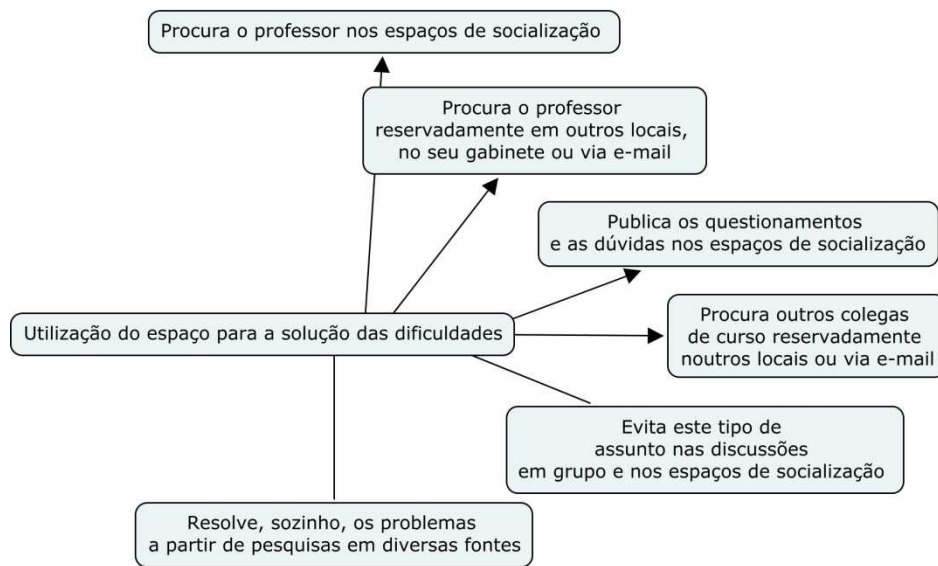 Procura o professor nos espaços de socialização
Procura o professor
reservadamente em outros locais,
no seu gabinete ou via e-mail
Publica os questionamentos
e as dúvidas nos espaços de socialização
Utilização do espaço para a solução das dificuldades
Procura outros colegas
de curso reservadamente
noutros locais ou via e-mail
Evita este tipo de
assunto nas discussões
em grupo e nos espaços de socialização
Resolve, sozinho, os problemas
a partir de pesquisas em diversas fontes